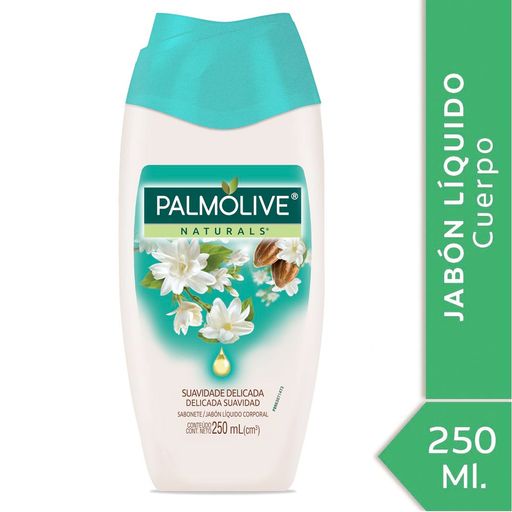 PALMOLIVE®
NATURALS®
SUAVIDADE DELICADA
DELICADA SUAVIDAD
SABONETE/JABÓN LÍQUIDO CORPORAL
CONTEÚDO
CONT. NETO 250 mL(cm³)
JABÓN LÍQUIDO
Cuerpo
250
Ml.